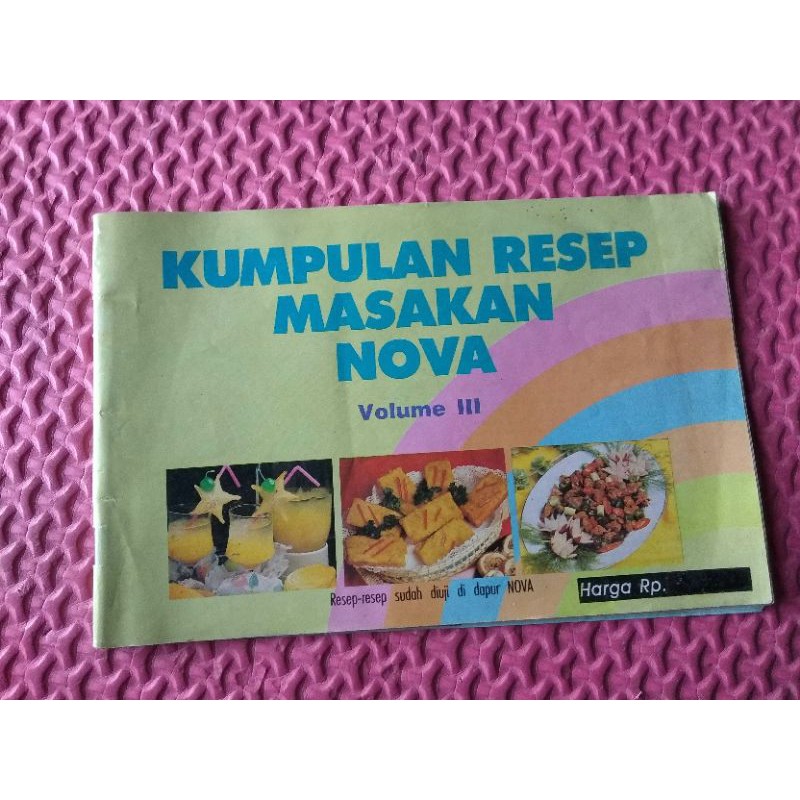 KUMPULAN RESEP
MASAKAN
NOVA
Volume III
Resep-resep sudah diuji di dapur NOVA
Harga Rp.